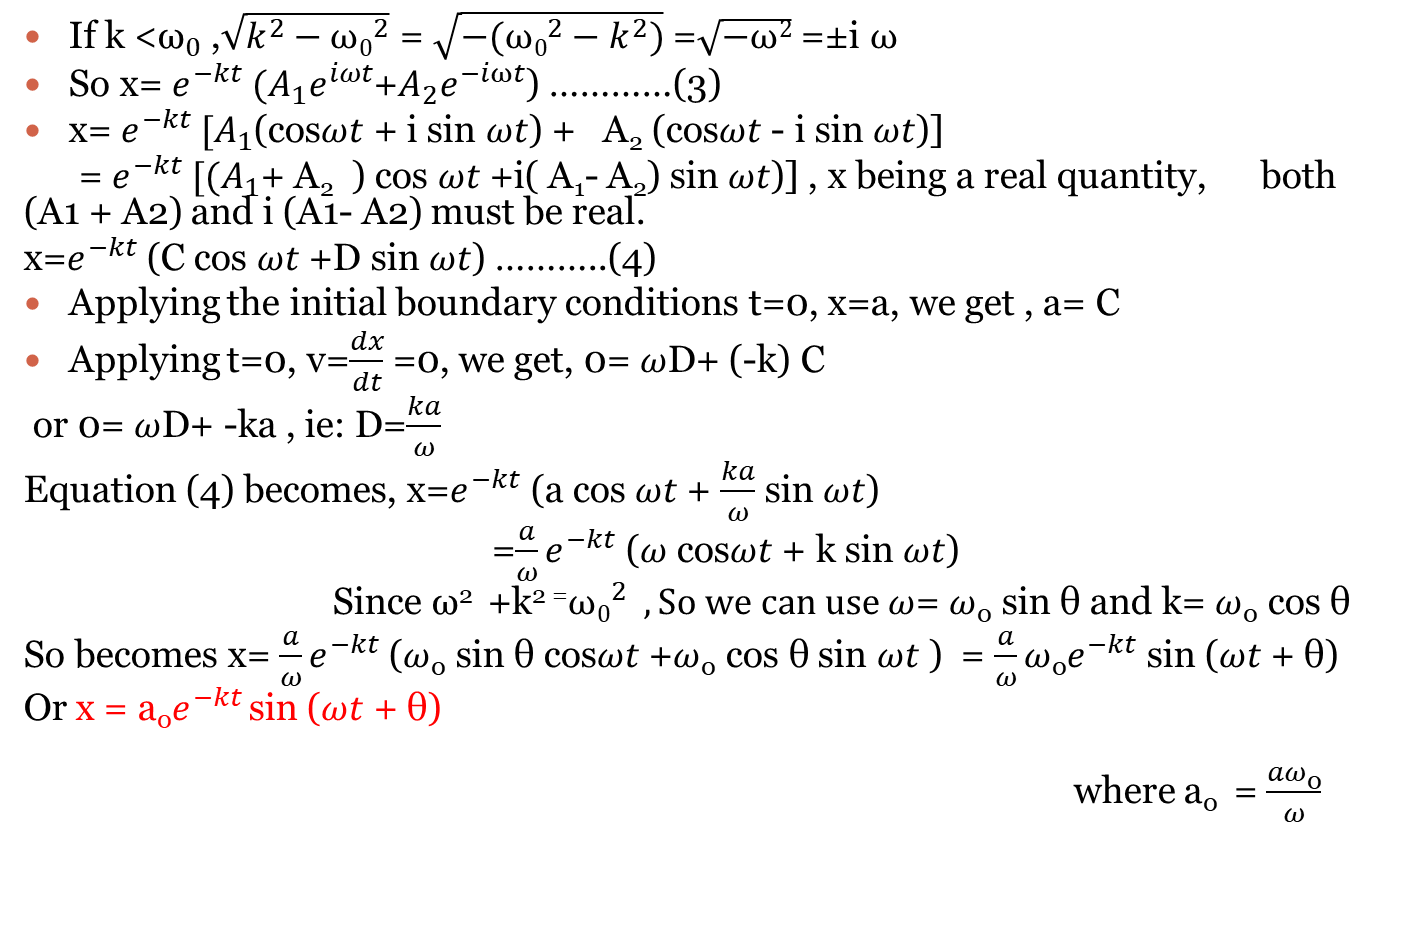 • If k <ω₀ ,√(k² − ω₀²) = √(−(ω₀² − k²)) =√(−ω²) =±i ω
• So x= e^(−kt) (A₁e^(iωt)+A₂e^(−iωt)) ............(3)
• x= e^(−kt) [A₁(cosωt + i sin ωt) + A₂ (cosωt - i sin ωt)]
= e^(−kt) [(A₁+ A₂ ) cos ωt +i( A₁- A₂) sin ωt)] , x being a real quantity, both
(A1 + A2) and i (A1- A2) must be real.
x=e^(−kt) (C cos ωt +D sin ωt) ...........(4)
• Applying the initial boundary conditions t=0, x=a, we get , a= C
• Applying t=0, v=dx/dt =0, we get, 0= ωD+ (-k) C
or 0= ωD+ -ka , ie: D=ka/ω
Equation (4) becomes, x=e^(−kt) (a cos ωt + ka/ω sin ωt)
=a/ω e^(−kt) (ω cosωt + k sin ωt)
Since ω² +k² =ω₀² , So we can use ω= ω₀ sin θ and k= ω₀ cos θ
So becomes x= a/ω e^(−kt) (ω₀ sin θ cosωt +ω₀ cos θ sin ωt ) = a/ω ω₀e^(−kt) sin (ωt + θ)
Or x = a₀e^(−kt) sin (ωt + θ)
where a₀ = aω₀/ω